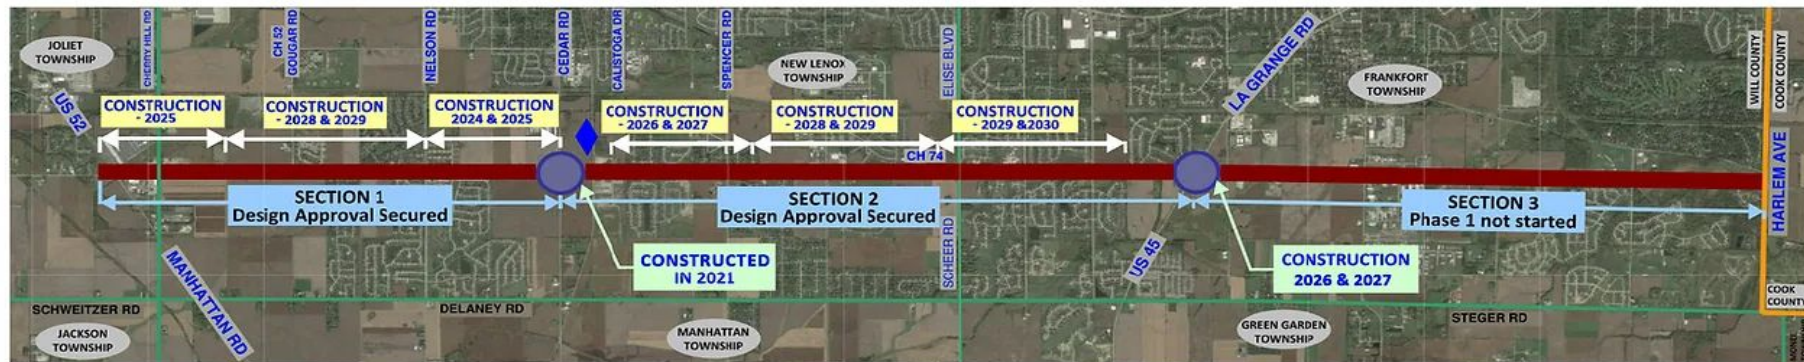 JOLIET
TOWNSHIP
CHERRY HILL RD
CH 52
GOUGAR RD
NELSON RD
CEDAR RD
CALISTOGA DR
SPENCER RD
NEW LENOX
TOWNSHIP
ELISE BLVD
LA GRANGE RD
FRANKFORT
TOWNSHIP
WILL COUNTY
COOK COUNTY
US 52
CONSTRUCTION
- 2025
CONSTRUCTION
- 2028 & 2029
CONSTRUCTION
2024 & 2025
CONSTRUCTION
- 2026 & 2027
CONSTRUCTION
- 2028 & 2029
CONSTRUCTION
- 2029 &2030
CH 74
HARLEM AVE
SECTION 1
Design Approval Secured
SECTION 2
Design Approval Secured
SECTION 3
Phase 1 not started
MANHATTAN RD
CONSTRUCTED
IN 2021
SCHEER RD
US 45
CONSTRUCTION
2026 & 2027
COOK
COUNTY
SCHWEITZER RD
DELANEY RD
STEGER RD
JACKSON
TOWNSHIP
MANHATTAN
TOWNSHIP
GREEN GARDEN
TOWNSHIP